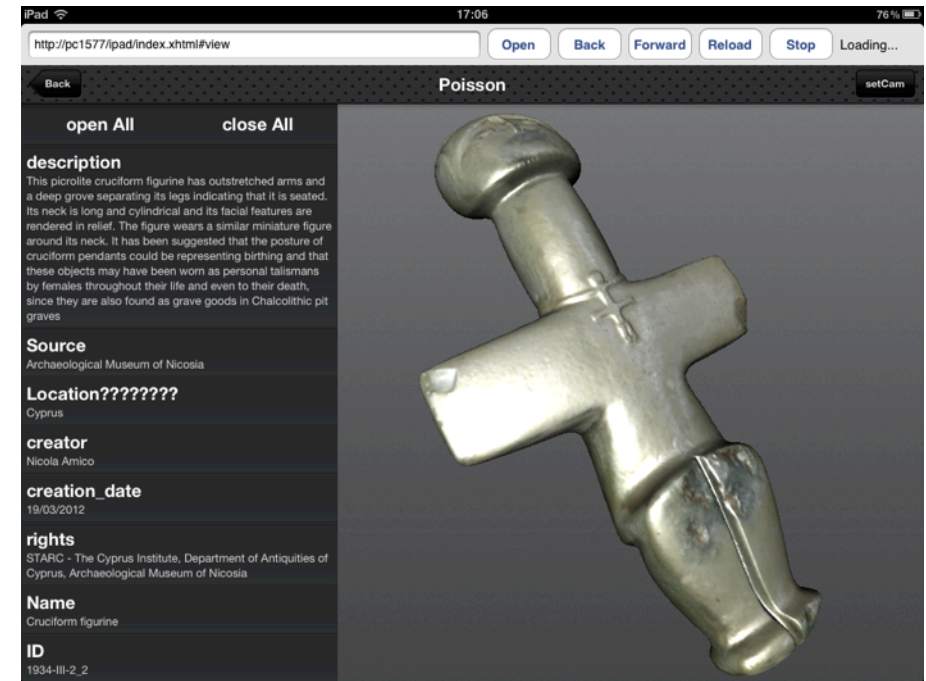 iPad 17:06 76%
http://pc1577/ipad/index.xhtml#view Open Back Forward Reload Stop Loading...
Back Poisson setCam
open All close All
description
This picrolite cruciform figurine has outstretched arms and
a deep grove separating its legs indicating that it is seated.
Its neck is long and cylindrical and its facial features are
rendered in relief. The figure wears a similar miniature figure
around its neck. It has been suggested that the posture of
cruciform pendants could be representing birthing and that
these objects may have been worn as personal talismans
by females throughout their life and even to their death,
since they are also found as grave goods in Chalcolithic pit
graves
Source
Archaeological Museum of Nicosia
Location????????
Cyprus
creator
Nicola Amico
creation_date
19/03/2012
rights
STARC - The Cyprus Institute, Department of Antiquities of
Cyprus, Archaeological Museum of Nicosia
Name
Cruciform figurine
ID
1934-III-2_2